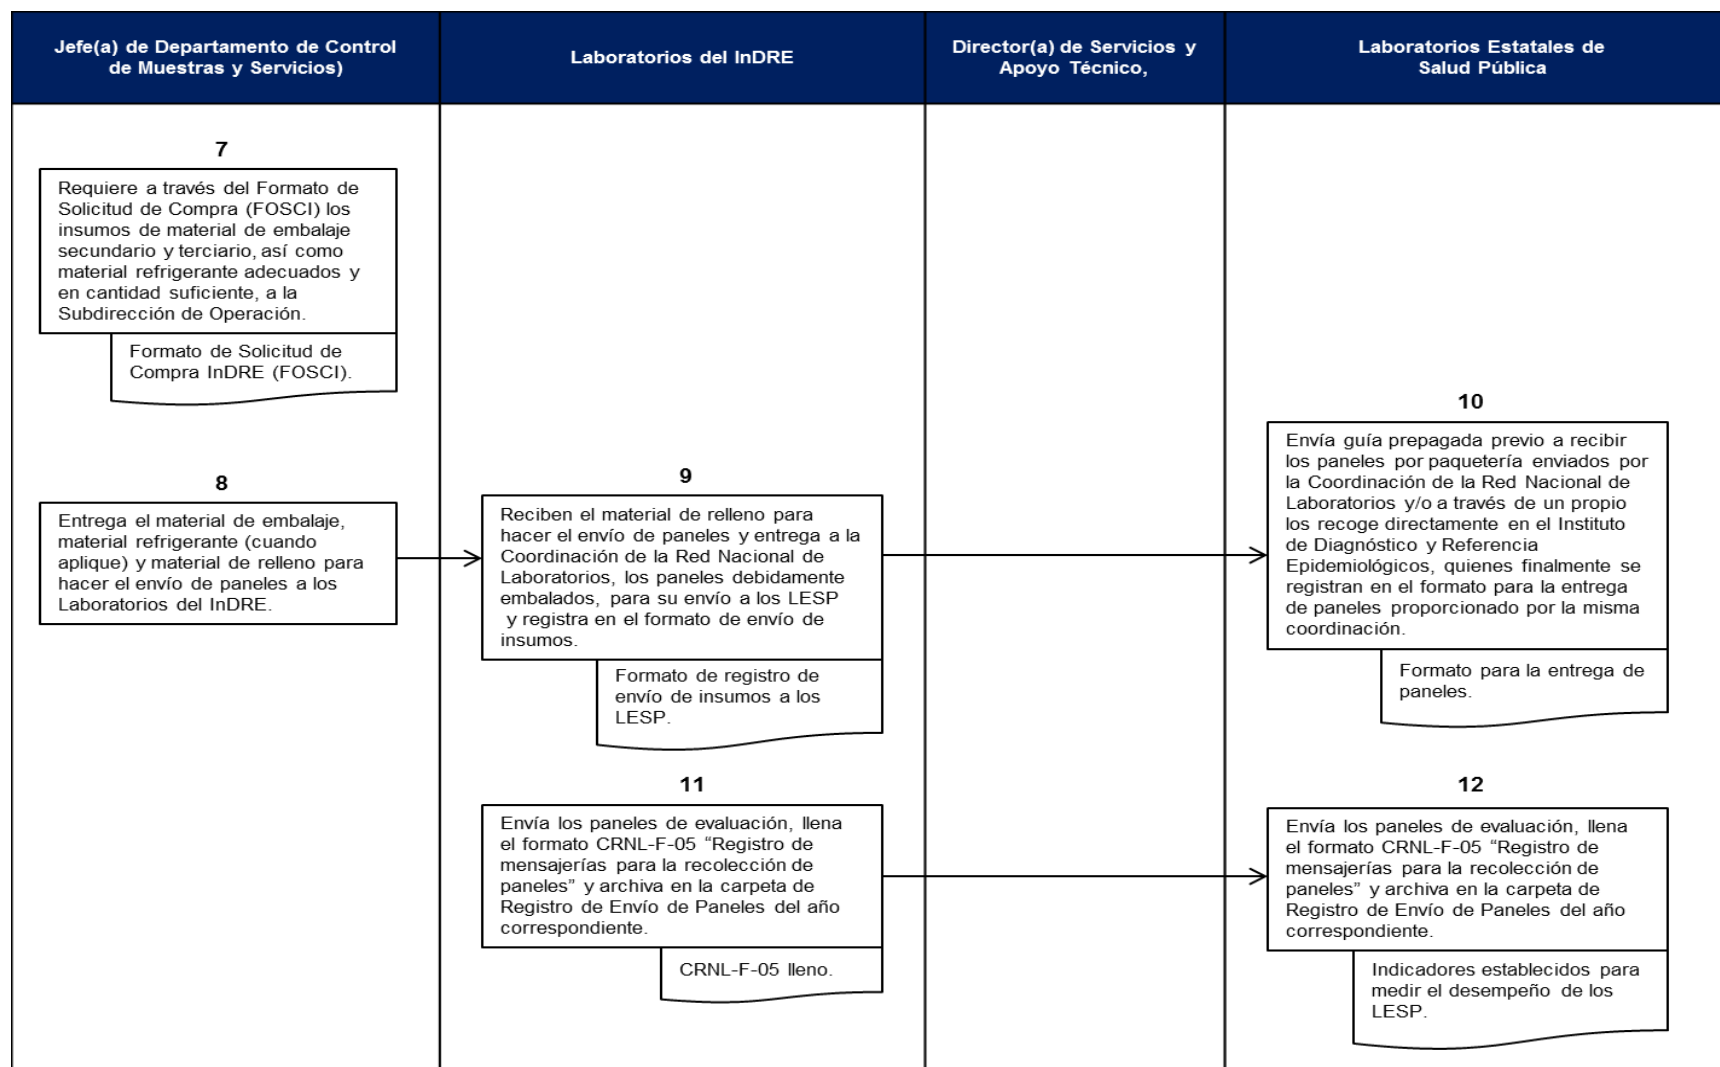 Jefe(a) de Departamento de Control
de Muestras y Servicios)
Laboratorios del InDRE
Director(a) de Servicios y
Apoyo Técnico,
Laboratorios Estatales de
Salud Pública
7
Requiere a través del Formato de
Solicitud de Compra (FOSCI) los
insumos de material de embalaje
secundario y terciario, así como
material refrigerante adecuados y
en cantidad suficiente, a la
Subdirección de Operación.
Formato de Solicitud de
Compra InDRE (FOSCI).
8
Entrega el material de embalaje,
material refrigerante (cuando
aplique) y material de relleno para
hacer el envío de paneles a los
Laboratorios del InDRE.
9
Reciben el material de relleno para
hacer el envío de paneles y entrega a la
Coordinación de la Red Nacional de
Laboratorios, los paneles debidamente
embalados, para su envío a los LESP
y registra en el formato de envío de
insumos.
Formato de registro de
envío de insumos a los
LESP.
10
Envía guía prepagada previo a recibir
los paneles por paquetería enviados por
la Coordinación de la Red Nacional de
Laboratorios y/o a través de un propio
los recoge directamente en el Instituto
de Diagnóstico y Referencia
Epidemiológicos, quienes finalmente se
registran en el formato para la entrega
de paneles proporcionado por la misma
coordinación.
Formato para la entrega de
paneles.
11
Envía los paneles de evaluación, llena
el formato CRNL-F-05 “Registro de
mensajerías para la recolección de
paneles” y archiva en la carpeta de
Registro de Envío de Paneles del año
correspondiente.
CRNL-F-05 lleno.
12
Envía los paneles de evaluación, llena
el formato CRNL-F-05 “Registro de
mensajerías para la recolección de
paneles” y archiva en la carpeta de
Registro de Envío de Paneles del año
correspondiente.
Indicadores establecidos para
medir el desempeño de los
LESP.